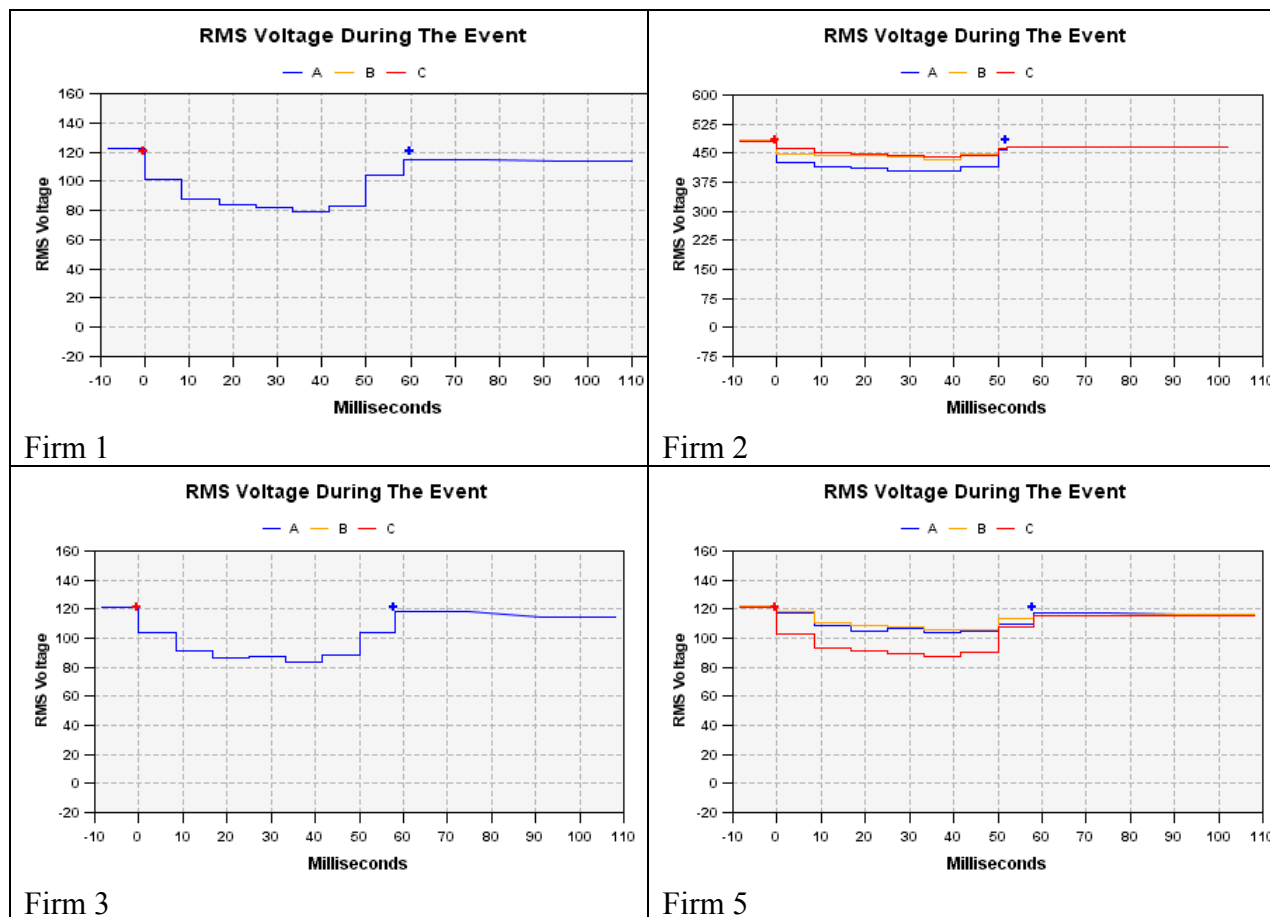 RMS Voltage During The Event
A B C
160
140
120
100
80
60
40
20
0
-20
RMS Voltage
-10 0 10 20 30 40 50 60 70 80 90 100 110
Milliseconds
Firm 1
RMS Voltage During The Event
A B C
600
525
450
375
300
225
150
75
0
-75
RMS Voltage
-10 0 10 20 30 40 50 60 70 80 90 100 110
Milliseconds
Firm 2
RMS Voltage During The Event
A B C
160
140
120
100
80
60
40
20
0
-20
RMS Voltage
-10 0 10 20 30 40 50 60 70 80 90 100 110
Milliseconds
Firm 3
RMS Voltage During The Event
A B C
160
140
120
100
80
60
40
20
0
-20
RMS Voltage
-10 0 10 20 30 40 50 60 70 80 90 100 110
Milliseconds
Firm 5